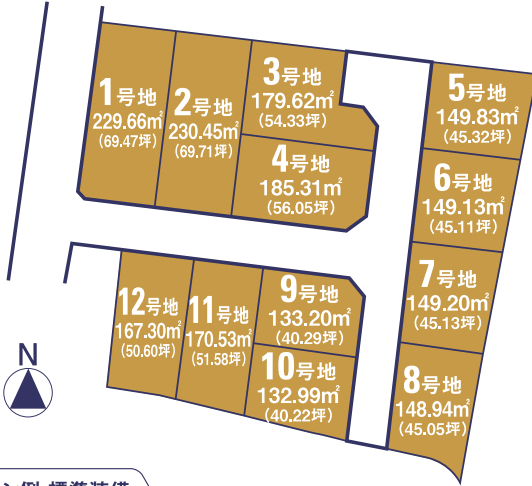 1号地
229.66㎡
(69.47坪)
2号地
230.45㎡
(69.71坪)
3号地
179.62㎡
(54.33坪)
4号地
185.31㎡
(56.05坪)
5号地
149.83㎡
(45.32坪)
6号地
149.13㎡
(45.11坪)
7号地
149.20㎡
(45.13坪)
8号地
148.94㎡
(45.05坪)
9号地
133.20㎡
(40.29坪)
10号地
132.99㎡
(40.22坪)
11号地
170.53㎡
(51.58坪)
12号地
167.30㎡
(50.60坪)
N